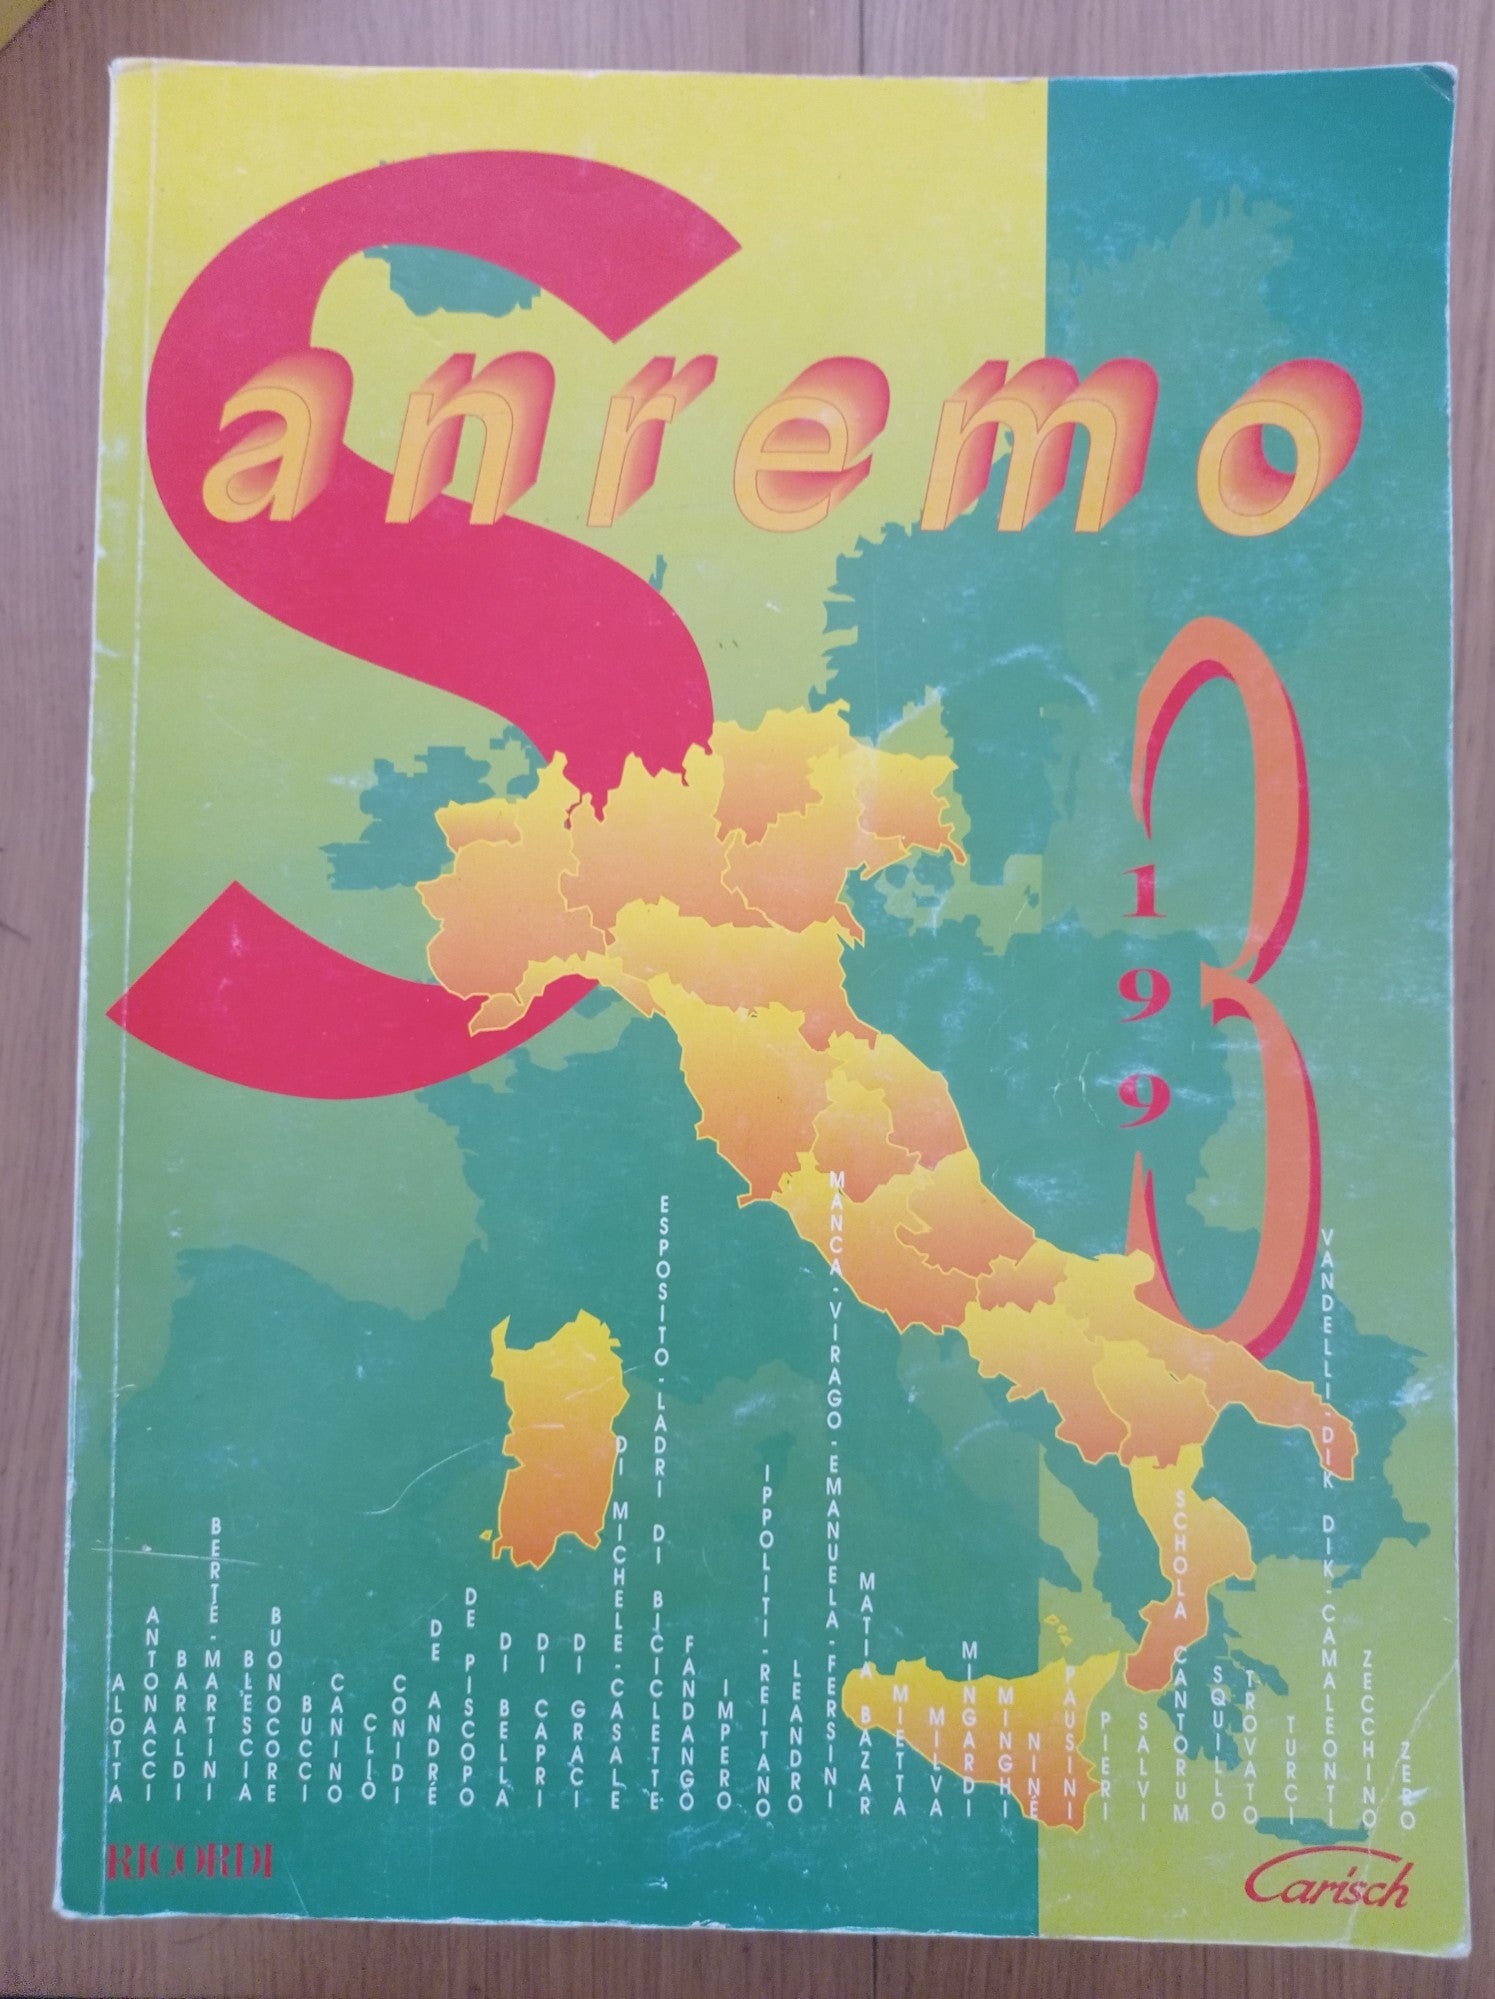 Sanremo
1993
ALOTTA
ANTONACCI
BARALDI
BERTÉ-MARTINI
BLESCIA
BUONOCORE
BUCCI
CANINO
CLIÒ
CONIDI
DE ANDRÉ
DE PISCOPO
DI BELLA
DI CAPRI
DI GRACI
DI MICHELE-CASALE
ESPOSITO-LADRI DI BICICLETTE
FANDANGO
IMPERO
IPPOLITI-REITANO
LEANDRO
MANCA-VIRAGO-EMANUELA-FERSINI
MATIA BAZAR
MIETTA
MILVA
MINGARDI
MINGHI
NINÉ
PAUSINI
PIERI
SALVI
SCHOLA CANTORUM
SQUILLO
TROVATO
TURCI
VANDELLI-DIK DIK-CAMALEONTI
ZECCHINO
ZERO
RICORDI
Carisch